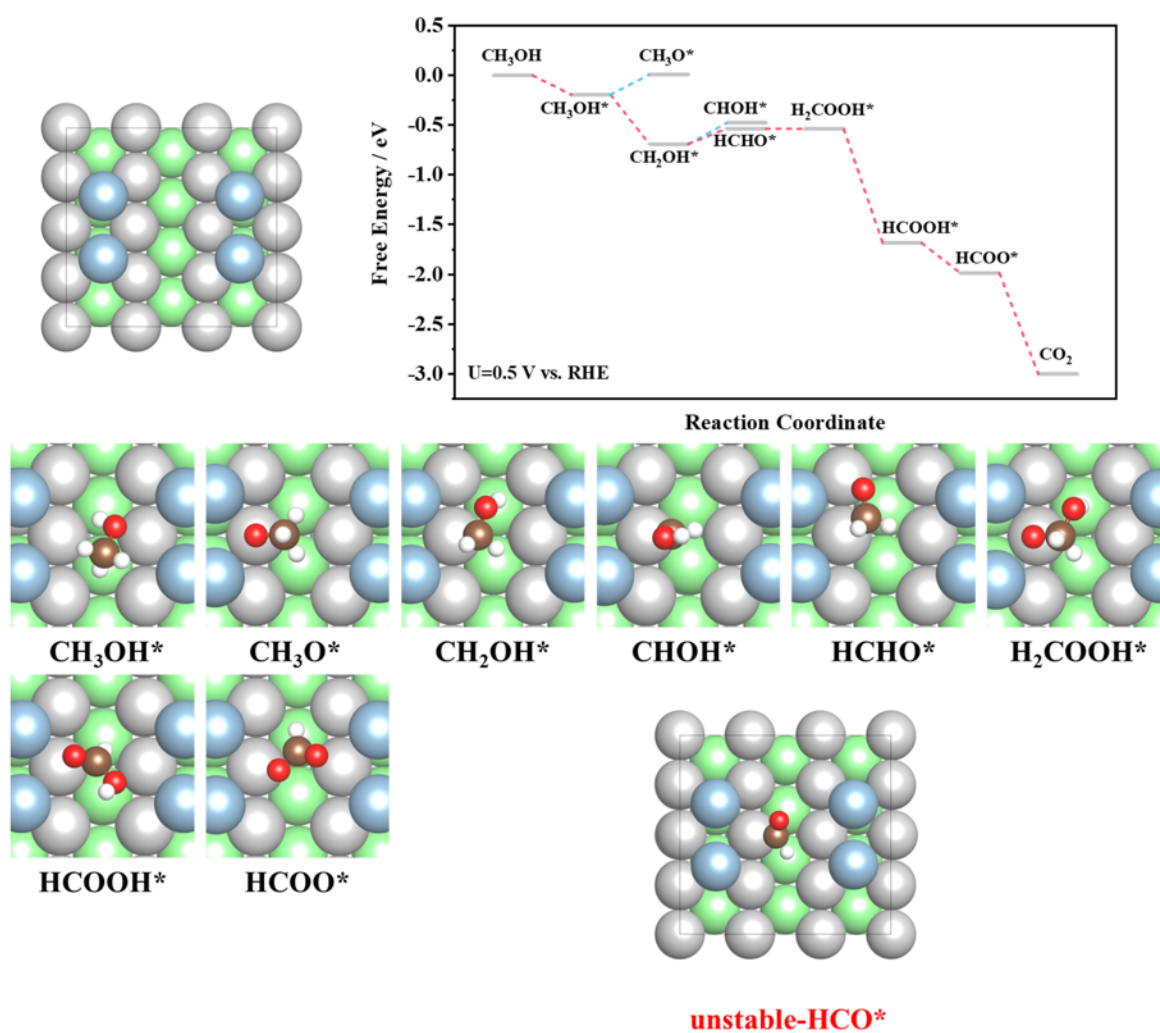 0.5
0.0
-0.5
-1.0
-1.5
-2.0
-2.5
-3.0
Free Energy / eV
CH₃OH
CH₃OH*
CH₃O*
CH₂OH*
CHOH*
HCHO*
H₂COOH*
HCOOH*
HCOO*
CO₂
U=0.5 V vs. RHE
Reaction Coordinate
CH₃OH* CH₃O* CH₂OH* CHOH* HCHO* H₂COOH*
HCOOH* HCOO*
unstable-HCO*